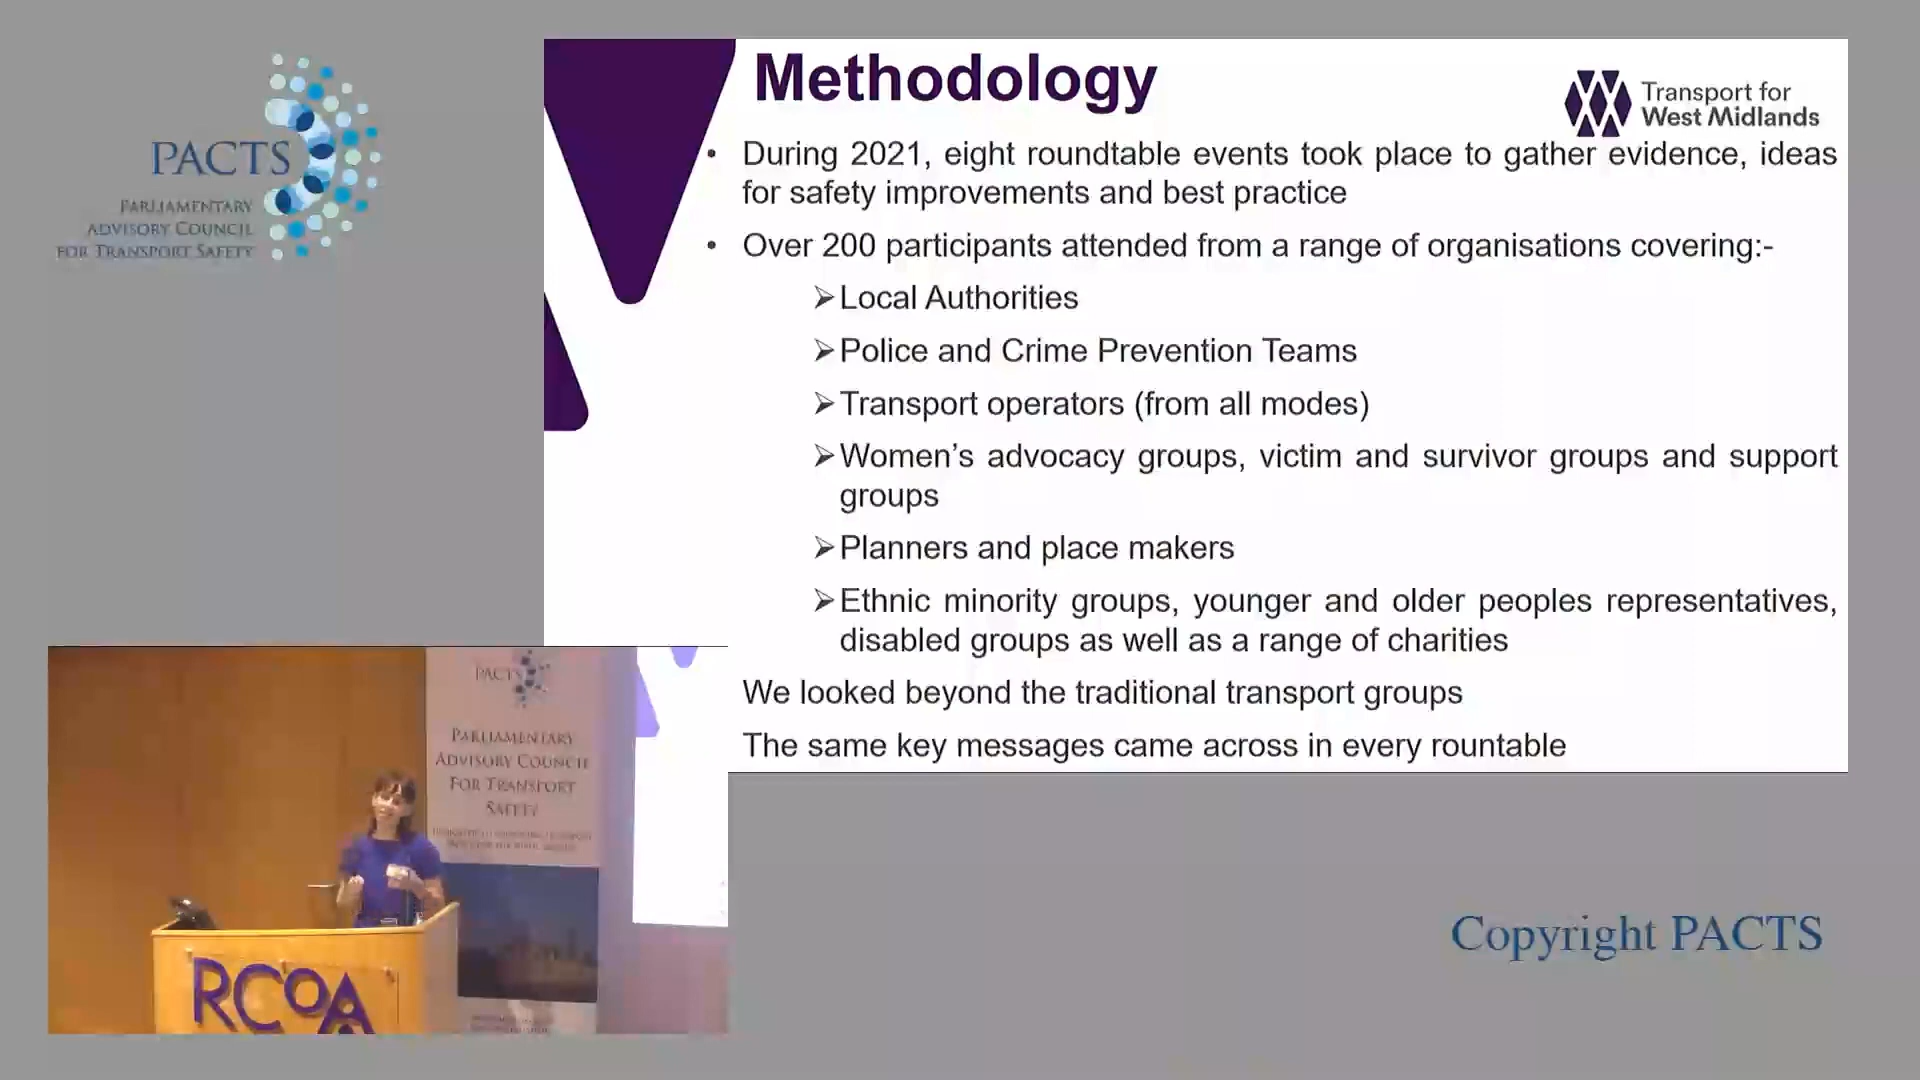 PACTS
PARLIAMENTARY
ADVISORY COUNCIL
FOR TRANSPORT SAFETY
Methodology
Transport for
West Midlands
• During 2021, eight roundtable events took place to gather evidence, ideas
for safety improvements and best practice
• Over 200 participants attended from a range of organisations covering:-
➢ Local Authorities
➢ Police and Crime Prevention Teams
➢ Transport operators (from all modes)
➢ Women’s advocacy groups, victim and survivor groups and support
groups
➢ Planners and place makers
➢ Ethnic minority groups, younger and older peoples representatives,
disabled groups as well as a range of charities
We looked beyond the traditional transport groups
The same key messages came across in every rountable
PACTS
PARLIAMENTARY
ADVISORY COUNCIL
FOR TRANSPORT
SAFETY
RCOA
Copyright PACTS